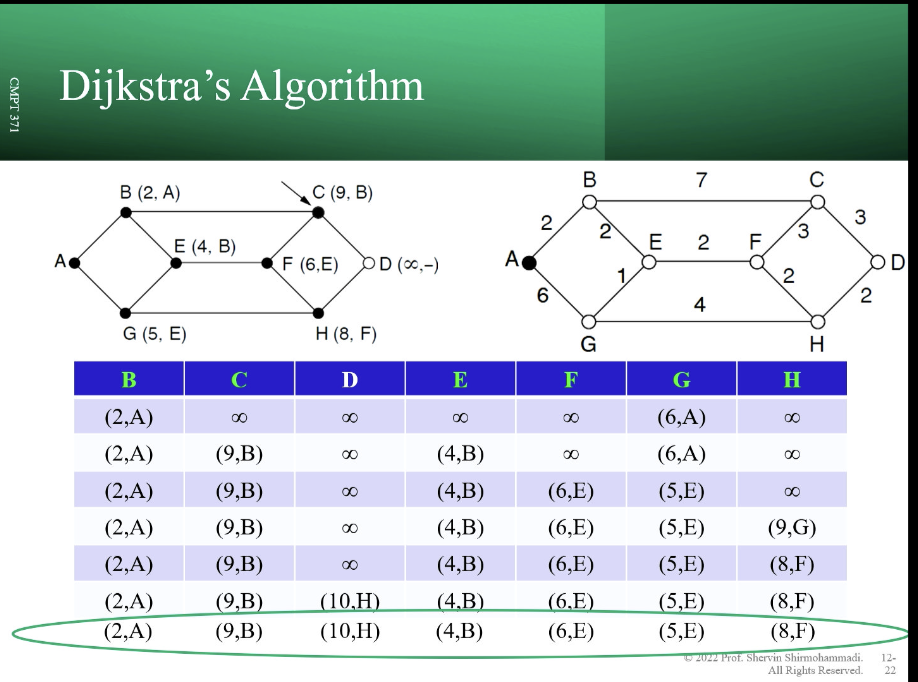 CMPT 371
Dijkstra's Algorithm
B (2, A)
C (9, B)
A
E (4, B)
F (6,E)
D (∞,−)
G (5, E)
H (8, F)
B
7
C
2
2
3
3
A
E
2
F
D
6
1
2
2
4
G
H
B C D E F G H
(2,A) ∞ ∞ ∞ ∞ (6,A) ∞
(2,A) (9,B) ∞ (4,B) ∞ (6,A) ∞
(2,A) (9,B) ∞ (4,B) (6,E) (5,E) ∞
(2,A) (9,B) ∞ (4,B) (6,E) (5,E) (9,G)
(2,A) (9,B) ∞ (4,B) (6,E) (5,E) (8,F)
(2,A) (9,B) (10,H) (4,B) (6,E) (5,E) (8,F)
(2,A) (9,B) (10,H) (4,B) (6,E) (5,E) (8,F)
© 2022 Prof. Shervin Shirmohammadi.
All Rights Reserved.
12-
22